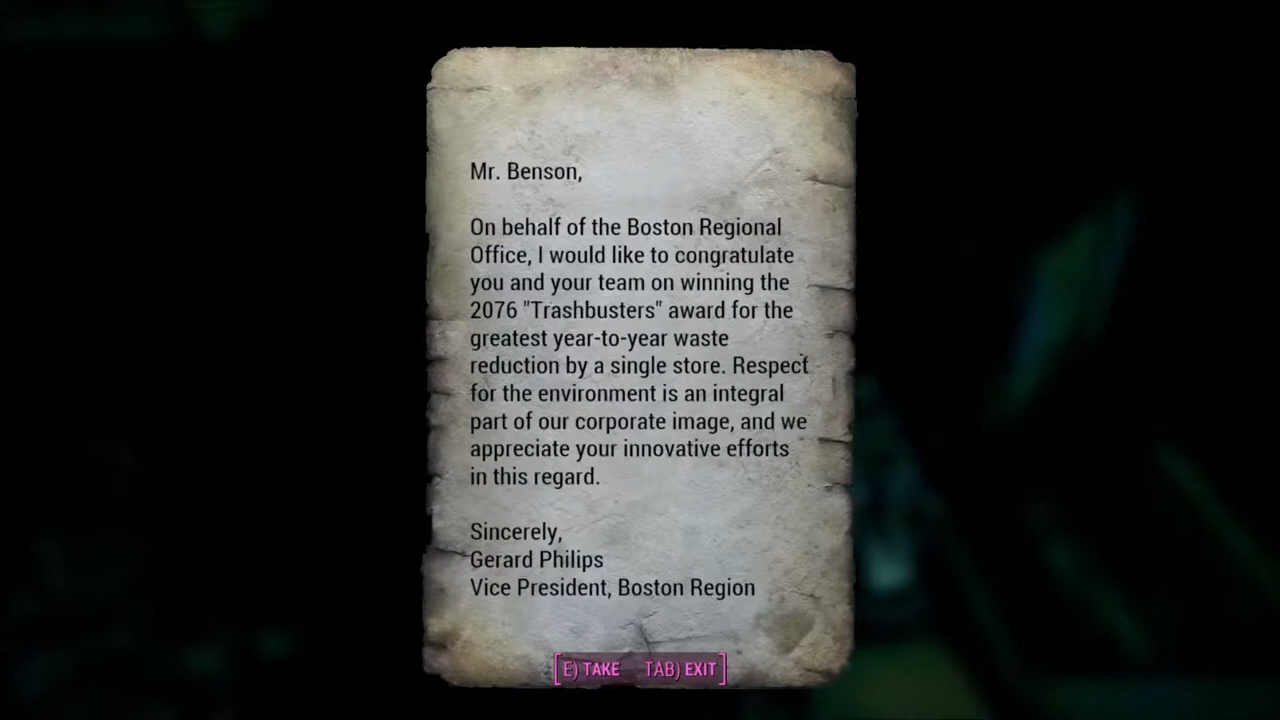 Mr. Benson,
On behalf of the Boston Regional
Office, I would like to congratulate
you and your team on winning the
2076 "Trashbusters" award for the
greatest year-to-year waste
reduction by a single store. Respect
for the environment is an integral
part of our corporate image, and we
appreciate your innovative efforts
in this regard.
Sincerely,
Gerard Philips
Vice President, Boston Region
[E) TAKE TAB) EXIT]